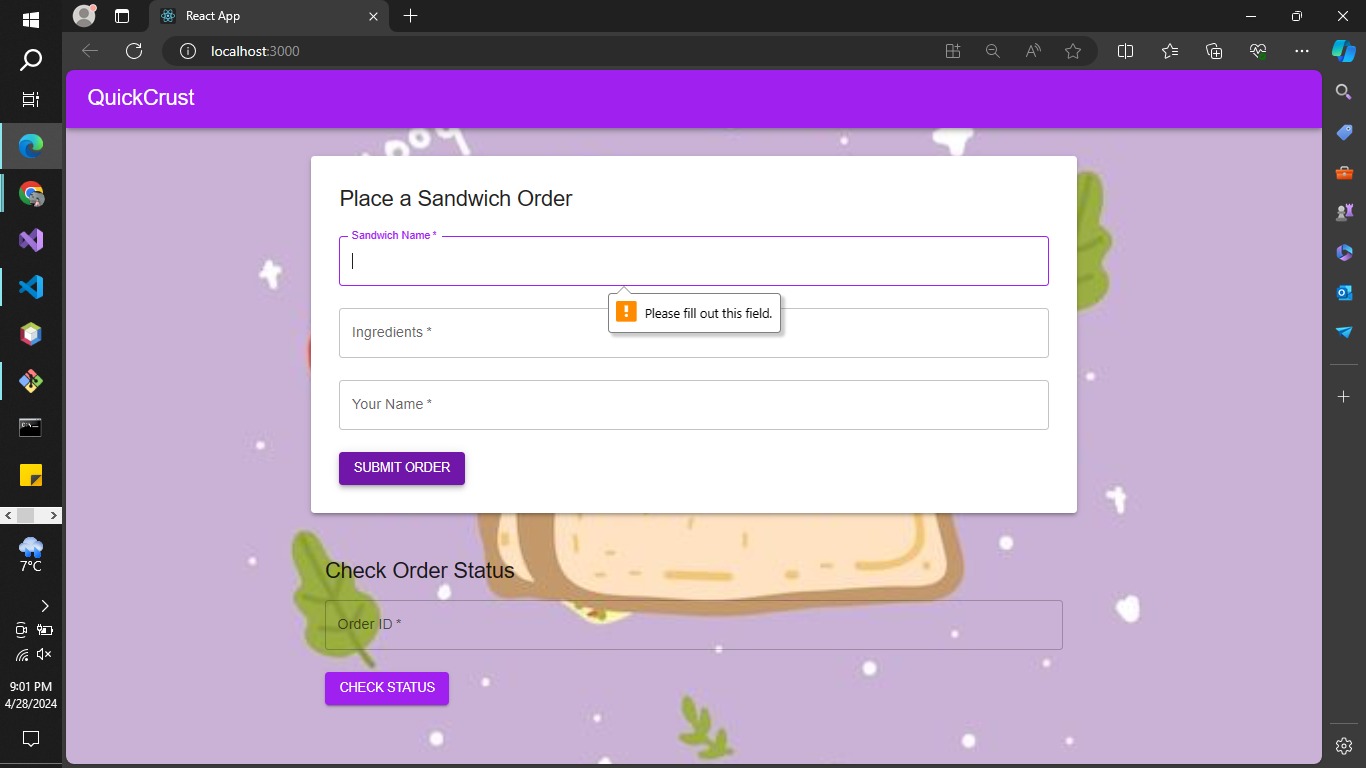 React App
localhost:3000
QuickCrust
Place a Sandwich Order
Sandwich Name *
Please fill out this field.
Ingredients *
Your Name *
SUBMIT ORDER
Check Order Status
Order ID *
CHECK STATUS
7°C
9:01 PM
4/28/2024